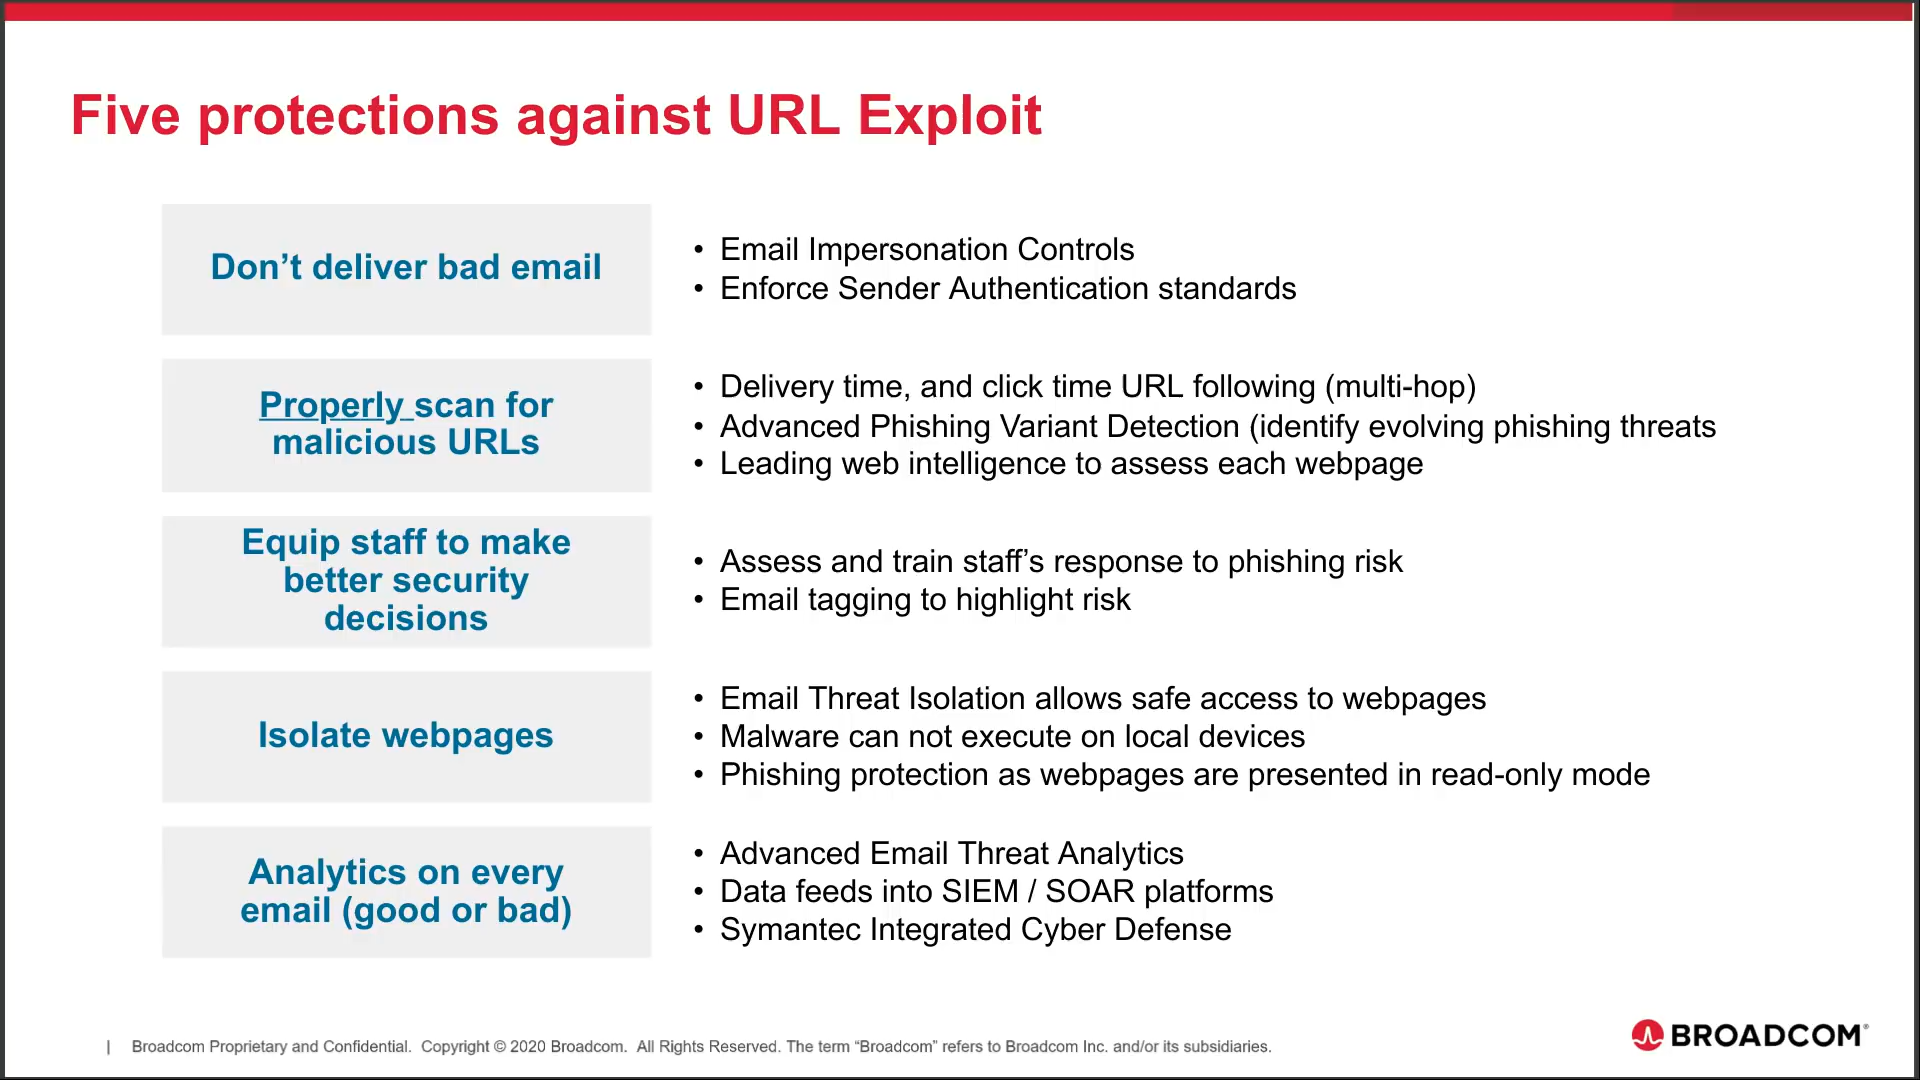 Five protections against URL Exploit
Don’t deliver bad email
• Email Impersonation Controls
• Enforce Sender Authentication standards
Properly scan for
malicious URLs
• Delivery time, and click time URL following (multi-hop)
• Advanced Phishing Variant Detection (identify evolving phishing threats
• Leading web intelligence to assess each webpage
Equip staff to make
better security
decisions
• Assess and train staff’s response to phishing risk
• Email tagging to highlight risk
Isolate webpages
• Email Threat Isolation allows safe access to webpages
• Malware can not execute on local devices
• Phishing protection as webpages are presented in read-only mode
Analytics on every
email (good or bad)
• Advanced Email Threat Analytics
• Data feeds into SIEM / SOAR platforms
• Symantec Integrated Cyber Defense
| Broadcom Proprietary and Confidential. Copyright © 2020 Broadcom. All Rights Reserved. The term “Broadcom” refers to Broadcom Inc. and/or its subsidiaries.
BROADCOM®